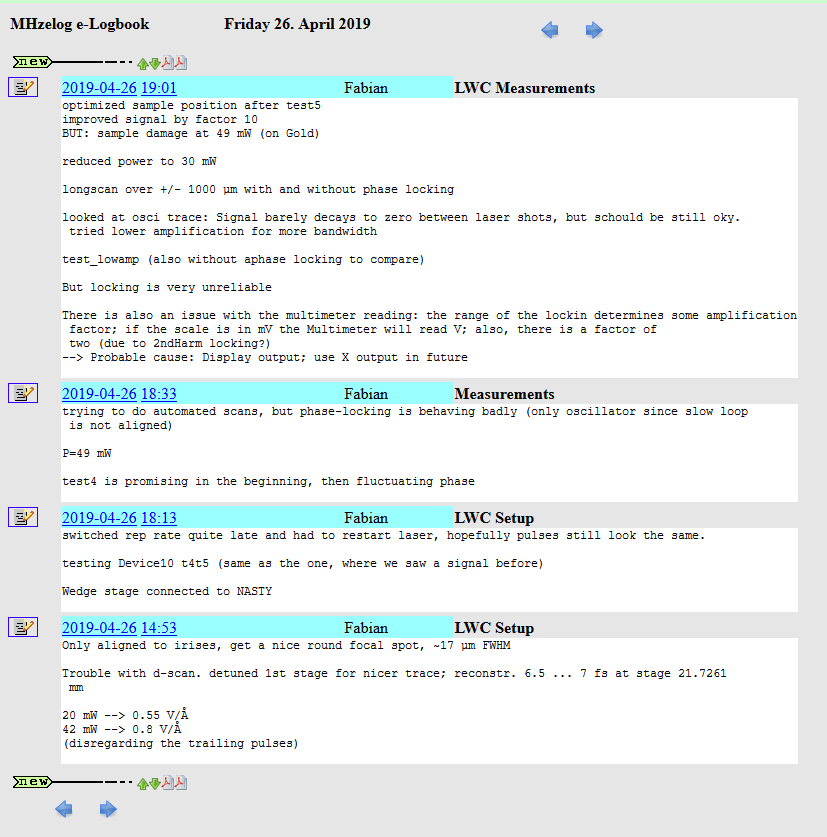 MHzelog e-Logbook Friday 26. April 2019
new
2019-04-26 19:01 Fabian LWC Measurements
optimized sample position after test5
improved signal by factor 10
BUT: sample damage at 49 mW (on Gold)
reduced power to 30 mW
longscan over +/- 1000 µm with and without phase locking
looked at osci trace: Signal barely decays to zero between laser shots, but schould be still oky.
tried lower amplification for more bandwidth
test_lowamp (also without aphase locking to compare)
But locking is very unreliable
There is also an issue with the multimeter reading: the range of the lockin determines some amplification
factor; if the scale is in mV the Multimeter will read V; also, there is a factor of
two (due to 2ndHarm locking?)
--> Probable cause: Display output; use X output in future
2019-04-26 18:33 Fabian Measurements
trying to do automated scans, but phase-locking is behaving badly (only oscillator since slow loop
is not aligned)
P=49 mW
test4 is promising in the beginning, then fluctuating phase
2019-04-26 18:13 Fabian LWC Setup
switched rep rate quite late and had to restart laser, hopefully pulses still look the same.
testing Device10 t4t5 (same as the one, where we saw a signal before)
Wedge stage connected to NASTY
2019-04-26 14:53 Fabian LWC Setup
Only aligned to irises, get a nice round focal spot, ~17 µm FWHM
Trouble with d-scan. detuned 1st stage for nicer trace; reconstr. 6.5 ... 7 fs at stage 21.7261
mm
20 mW --> 0.55 V/Å
42 mW --> 0.8 V/Å
(disregarding the trailing pulses)
new